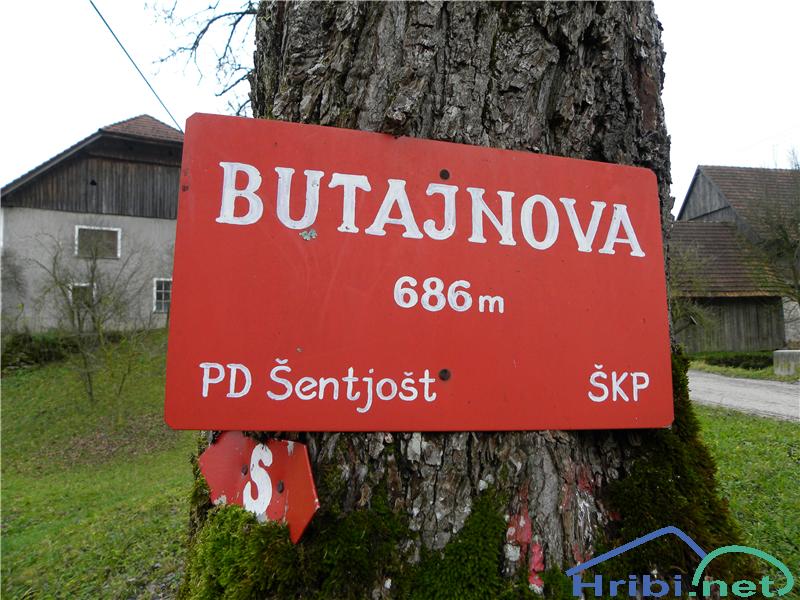 BUTAJNOVA
686 m
PD Šentjošt ŠKP
S
Hribi.net